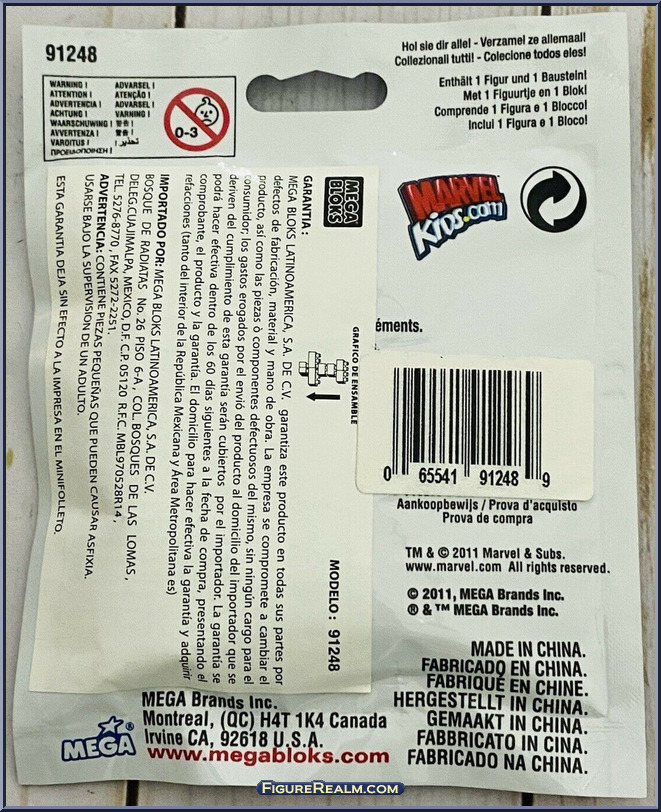 91248
Hol sie dir alle! - Verzamel ze allemaal!
Collezionali tutti! - Colecione todos eles!
Enthält 1 Figur und 1 Baustein!
Met 1 Figuurtje en 1 Blok!
Comprende 1 Figura e 1 Blocco!
Inclui 1 Figura e 1 Bloco!
WARNING ! ADVARSEL !
ATTENTION ! ATENÇÃO !
ADVERTENCIA ! ADVARSEL !
ACHTUNG ! VARNING !
WAARSCHUWING !
AVVERTENZA !
VAROITUS ! تحذير !
ΠΡΟΕΙΔΟΠΟΙΗΣΗ !
0-3
MARVEL
Kids.com
MEGA
BLOKS
GRAFICO DE ENSAMBLE
MODELO : 91248
GARANTIA :
MEGA BLOKS LATINOAMERICA, S.A. DE C.V. garantiza este producto en todas sus partes por
defectos de fabricación, material y mano de obra. La empresa se compromete a cambiar el
producto, así como las piezas ò componentes defectuosos del mismo, sin ningún cargo para el
consumidor; los gastos erogados por el envió del producto al domicilio del importador que se
deriven del cumplimiento de esta garantía serán cubiertos por el importador. La garantía se
podrá hacer efectiva dentro de los 60 días siguientes a la fecha de compra, presentando el
comprobante, el producto y la garantía. El domicilio para hacer efectiva la garantía y adquirir
refacciones (tanto del interior de la Republica Mexicana y Área Metropolitana es)
IMPORTADO POR: MEGA BLOKS LATINOAMERICA, S.A. DE C.V.
BOSQUE DE RADIATAS No. 26 PISO 6-A , COL. BOSQUES DE LAS LOMAS,
DELEG.CUAJIMALPA, MEXICO, D.F. C.P. 05120 R.F.C. MBL970528R14 ,
TEL. 5276-8770 , FAX 5272-2251.
ADVERTENCIA: CONTIENE PIEZAS PEQUEÑAS QUE PUEDEN CAUSAR ASFIXIA.
USARSE BAJO LA SUPERVISION DE UN ADULTO.
ESTA GARANTIA DEJA SIN EFECTO A LA IMPRESA EN EL MINIFOLLETO.
éments.
0 65541 91248 9
Aankoopbewijs / Prova d'acquisto
Prova de compra
TM & © 2011 Marvel & Subs.
www.marvel.com All rights reserved.
© 2011, MEGA Brands Inc.
® & ™ MEGA Brands Inc.
MADE IN CHINA.
FABRICADO EN CHINA.
FABRIQUÉ EN CHINE.
HERGESTELLT IN CHINA.
GEMAAKT IN CHINA.
FABBRICATO IN CINA.
FABRICADO NA CHINA.
MEGA
MEGA Brands Inc.
Montreal, (QC) H4T 1K4 Canada
Irvine CA, 92618 U.S.A.
www.megabloks.com
FIGUREREALM.COM